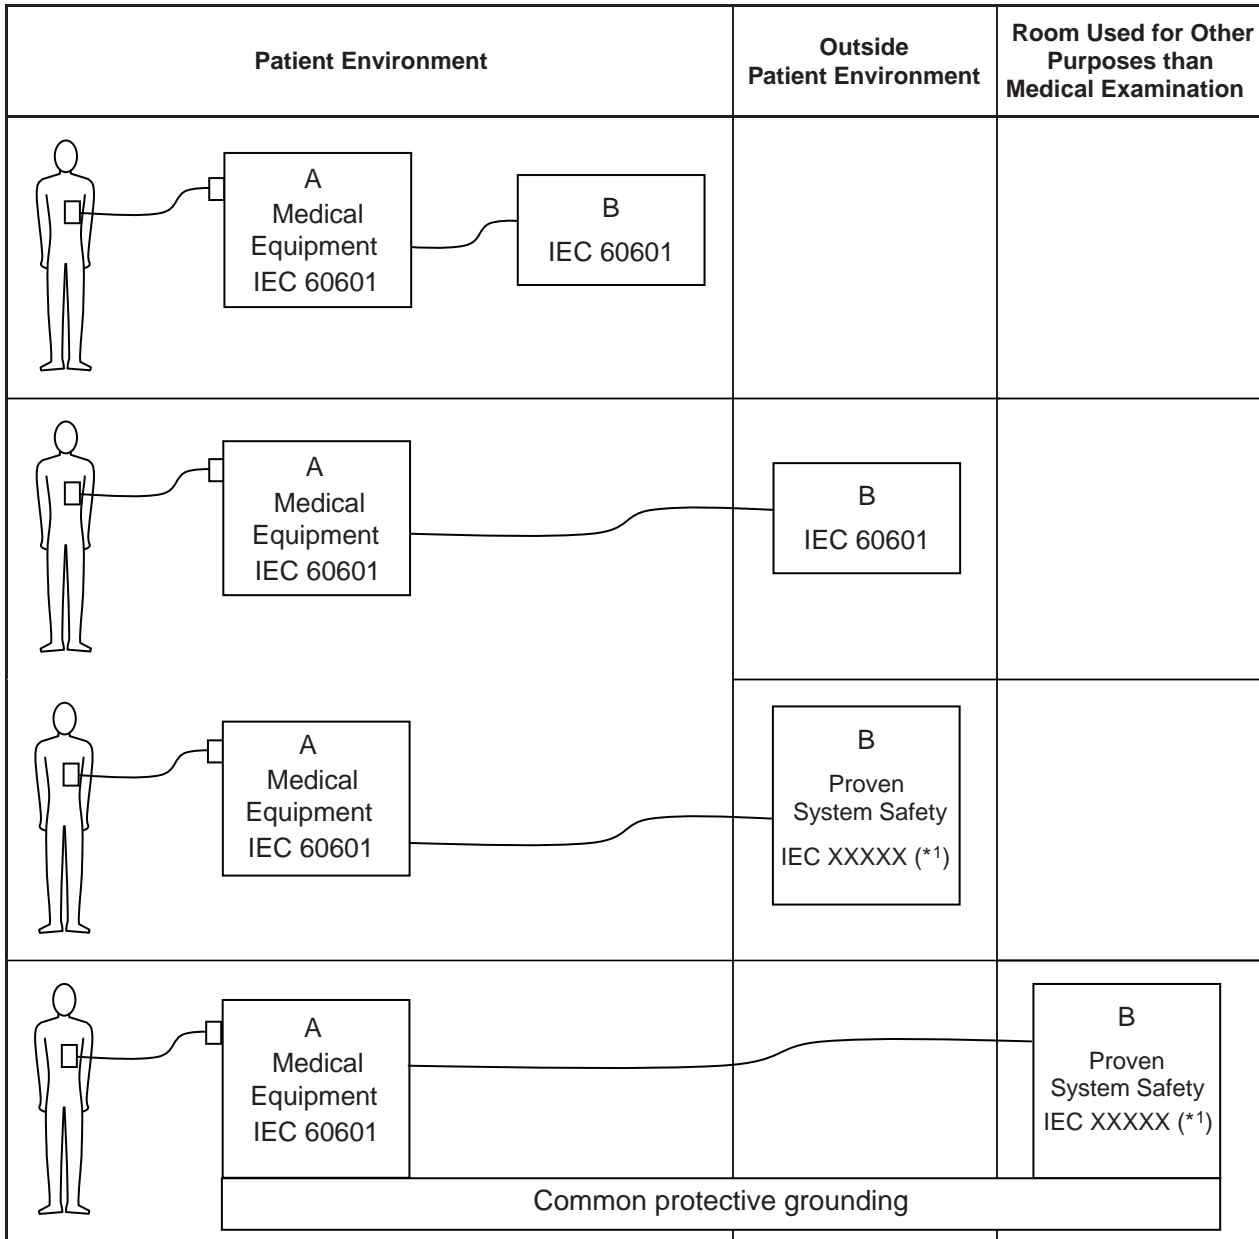 Patient Environment
Outside
Patient Environment
Room Used for Other
Purposes than
Medical Examination
A
Medical
Equipment
IEC 60601
B
IEC 60601
A
Medical
Equipment
IEC 60601
B
IEC 60601
A
Medical
Equipment
IEC 60601
B
Proven
System Safety
IEC XXXXX (*1)
A
Medical
Equipment
IEC 60601
B
Proven
System Safety
IEC XXXXX (*1)
Common protective grounding